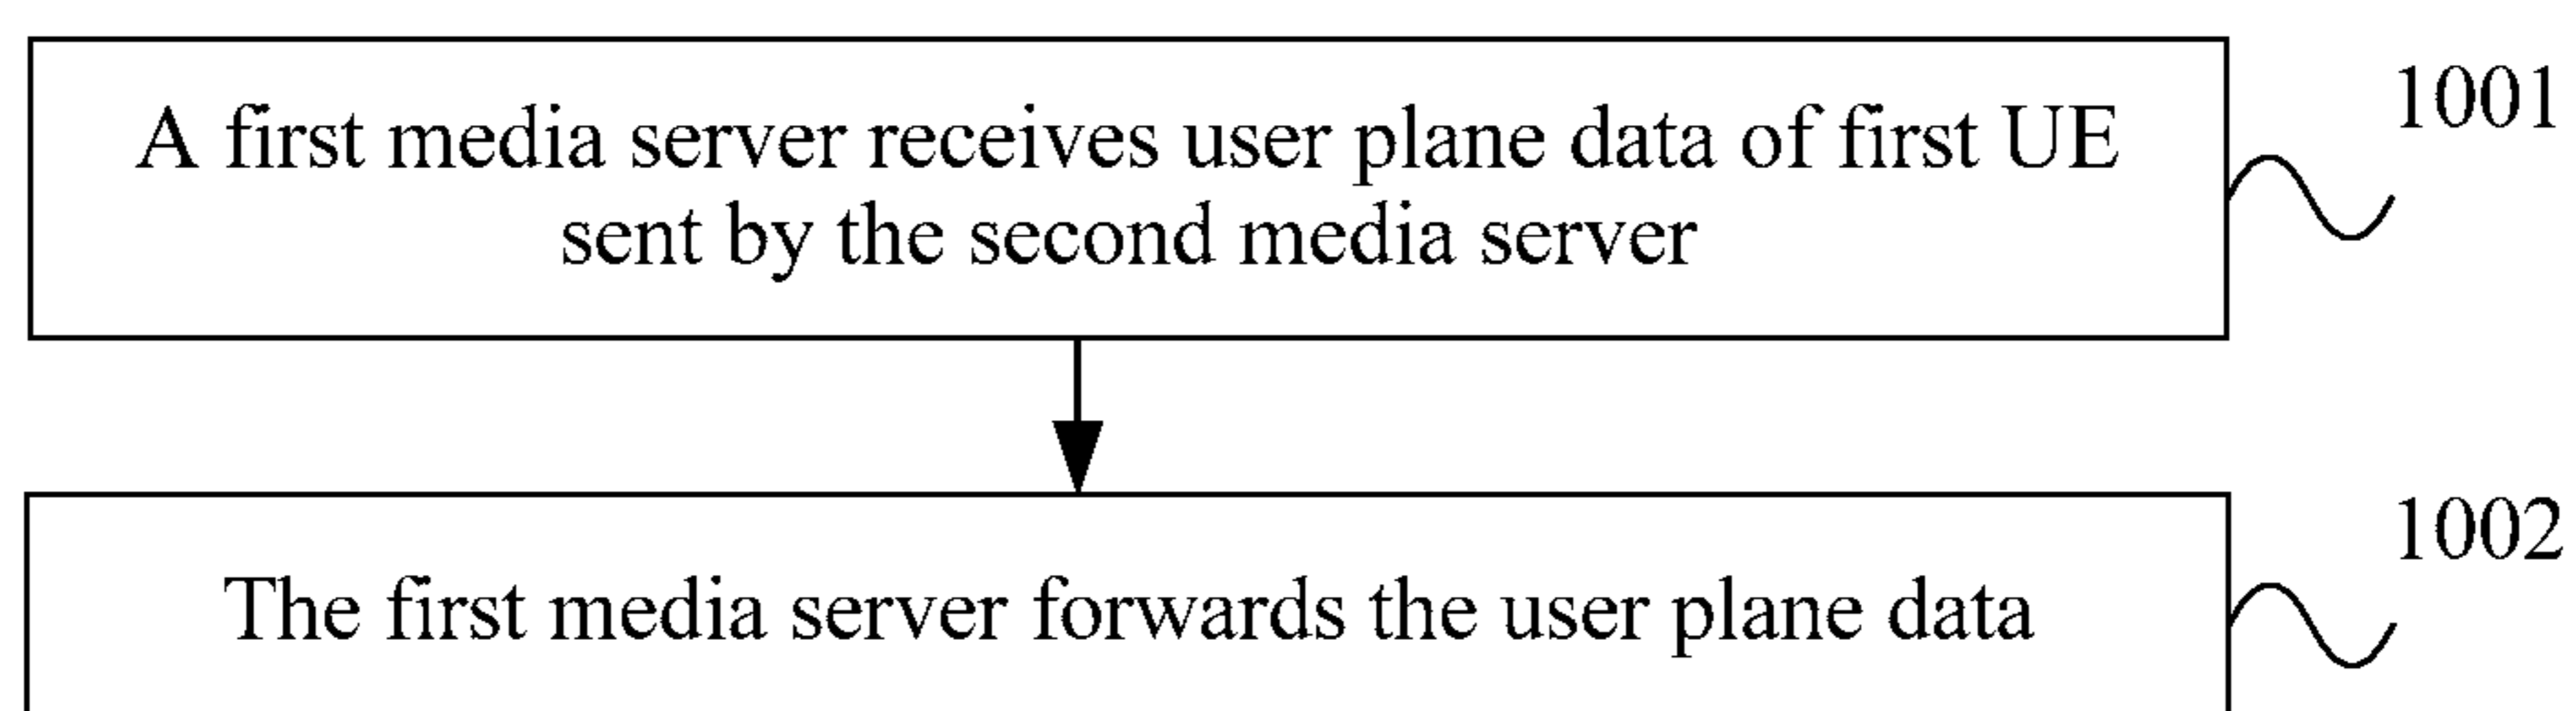 A first media server receives user plane data of first UE
sent by the second media server
1001
The first media server forwards the user plane data
1002